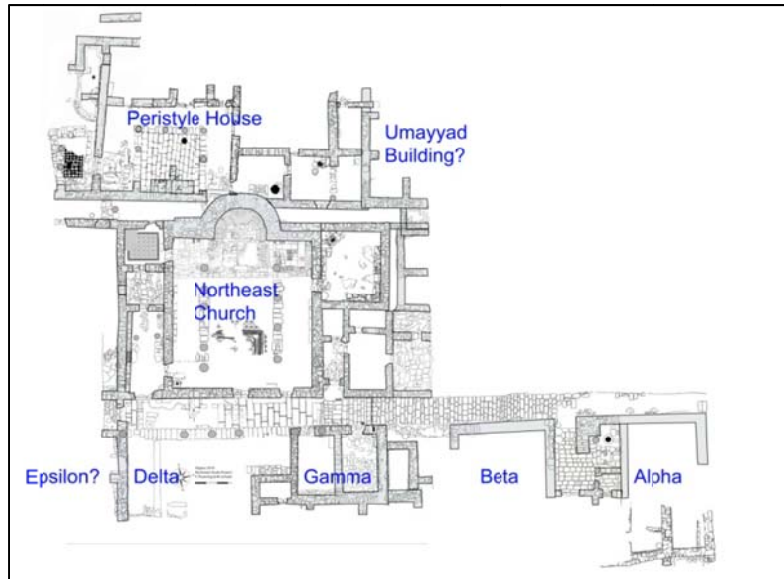 Peristyle House
Umayyad
Building?
Northeast
Church
Epsilon?
Delta
Gamma
Beta
Alpha